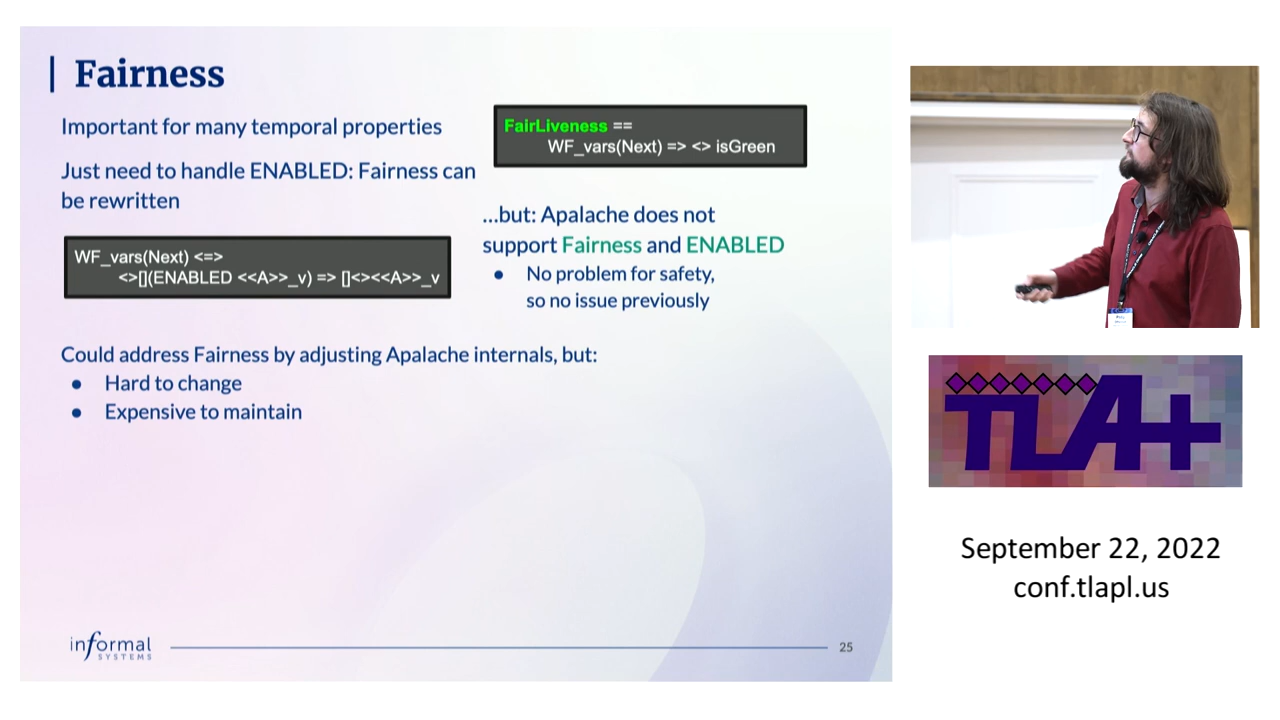 Fairness
Important for many temporal properties
Just need to handle ENABLED: Fairness can
be rewritten
WF_vars(Next) <=>
<>[](ENABLED <<A>>_v) => []<><<A>>_v
FairLiveness ==
WF_vars(Next) => <> isGreen
…but: Apalache does not
support Fairness and ENABLED
● No problem for safety,
so no issue previously
Could address Fairness by adjusting Apalache internals, but:
● Hard to change
● Expensive to maintain
informal
SYSTEMS
25
TLA+
September 22, 2022
conf.tlapl.us